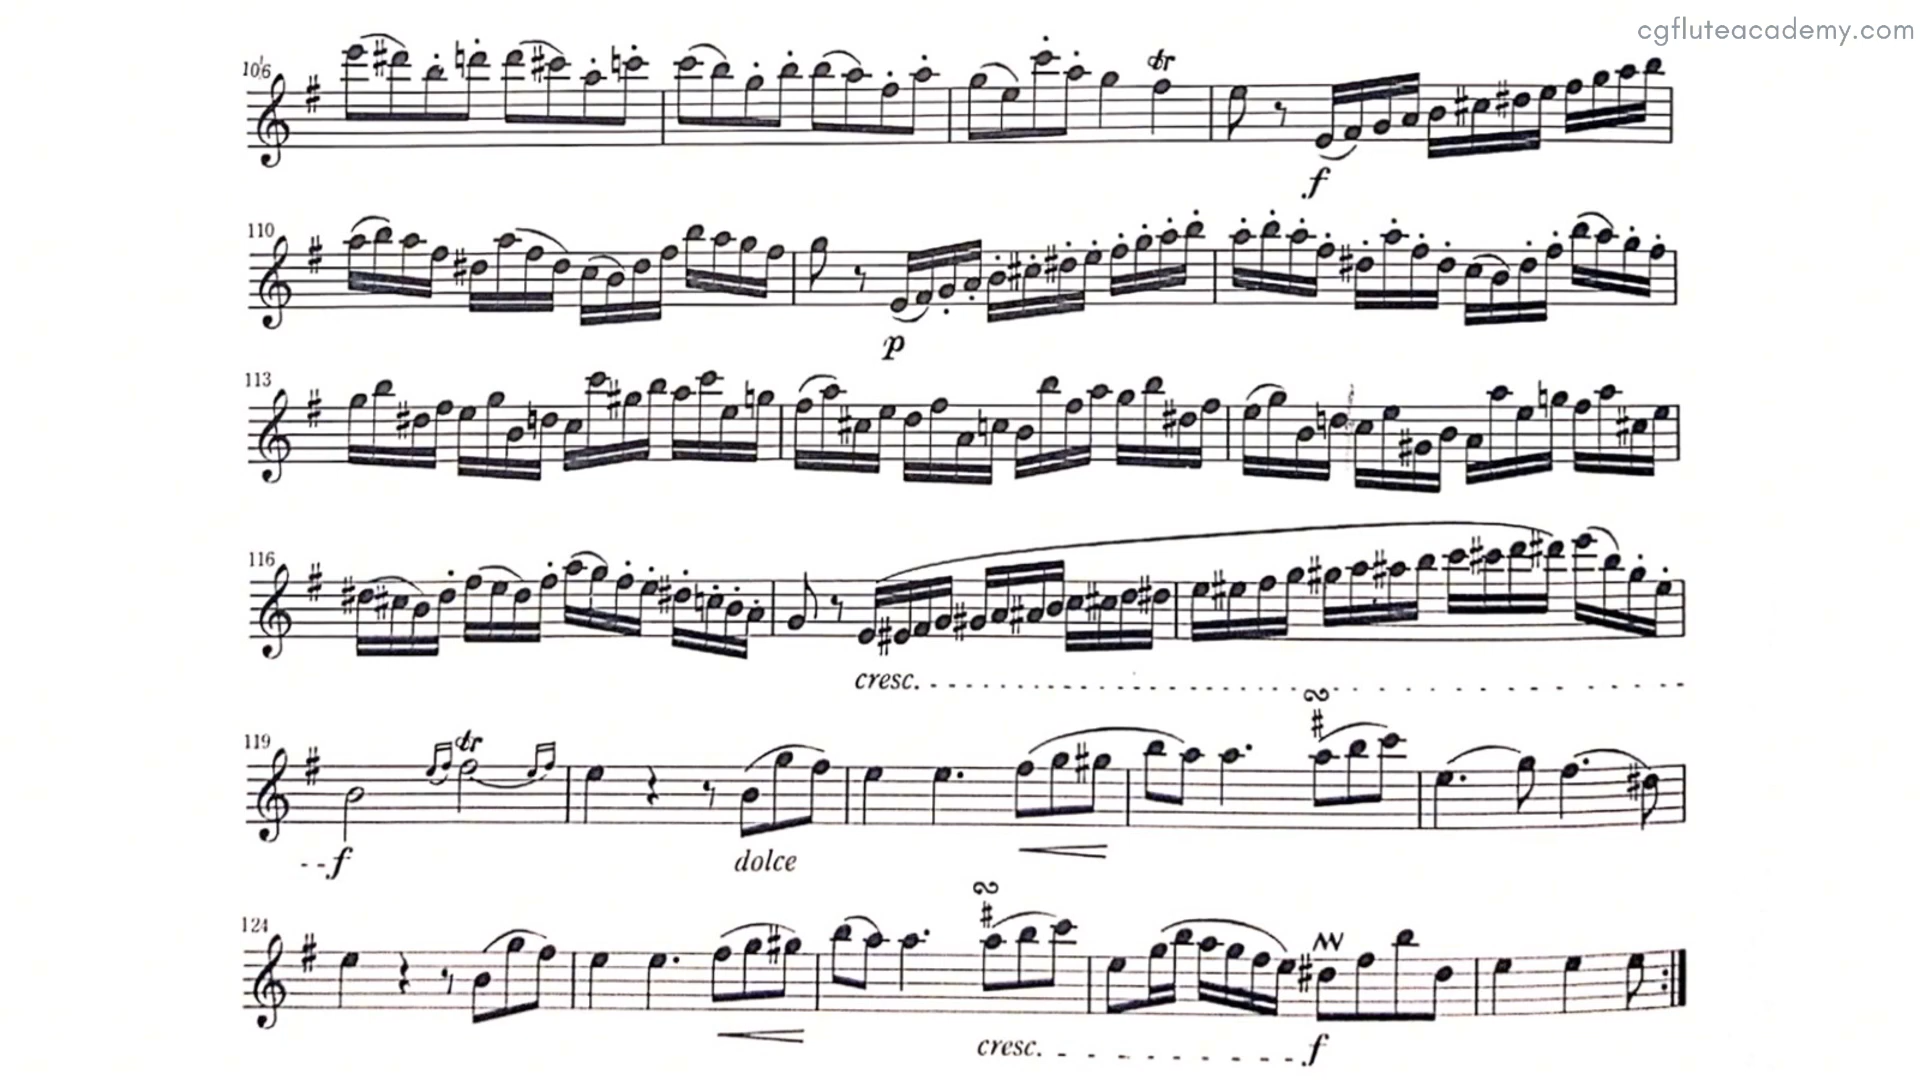 cgfluteacademy.com
106
tr
f
110
p
113
116
cresc.
119
tr
f
dolce
124
cresc.
f